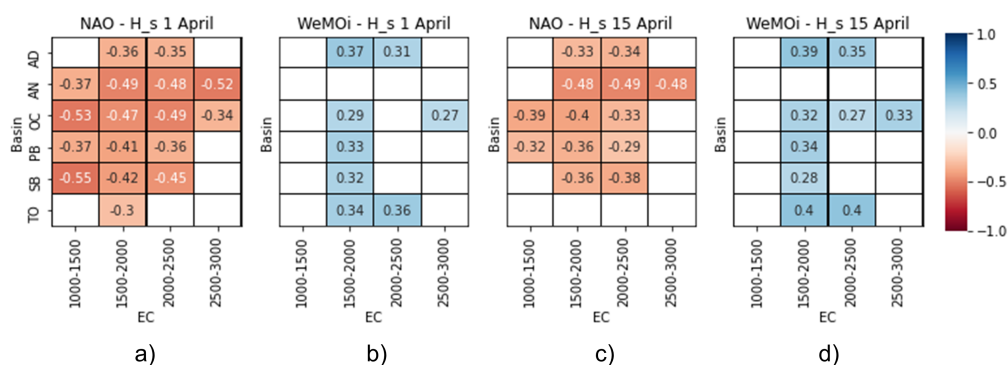 NAO - H_s 1 April
WeMOi - H_s 1 April
NAO - H_s 15 April
WeMOi - H_s 15 April
Basin
AD
AN
OC
PB
SB
TO
-0.36 -0.35
-0.37 -0.49 -0.48 -0.52
-0.53 -0.47 -0.49 -0.34
-0.37 -0.41 -0.36
-0.55 -0.42 -0.45
-0.3
1000-1500
1500-2000
2000-2500
2500-3000
EC
a)
Basin
0.37 0.31
0.29 0.27
0.33
0.32
0.34 0.36
1000-1500
1500-2000
2000-2500
2500-3000
EC
b)
Basin
-0.33 -0.34
-0.48 -0.49 -0.48
-0.39 -0.4 -0.33
-0.32 -0.36 -0.29
-0.36 -0.38
1000-1500
1500-2000
2000-2500
2500-3000
EC
c)
Basin
0.39 0.35
0.32 0.27 0.33
0.34
0.28
0.4 0.4
1000-1500
1500-2000
2000-2500
2500-3000
EC
d)
1.0
0.5
0.0
-0.5
-1.0